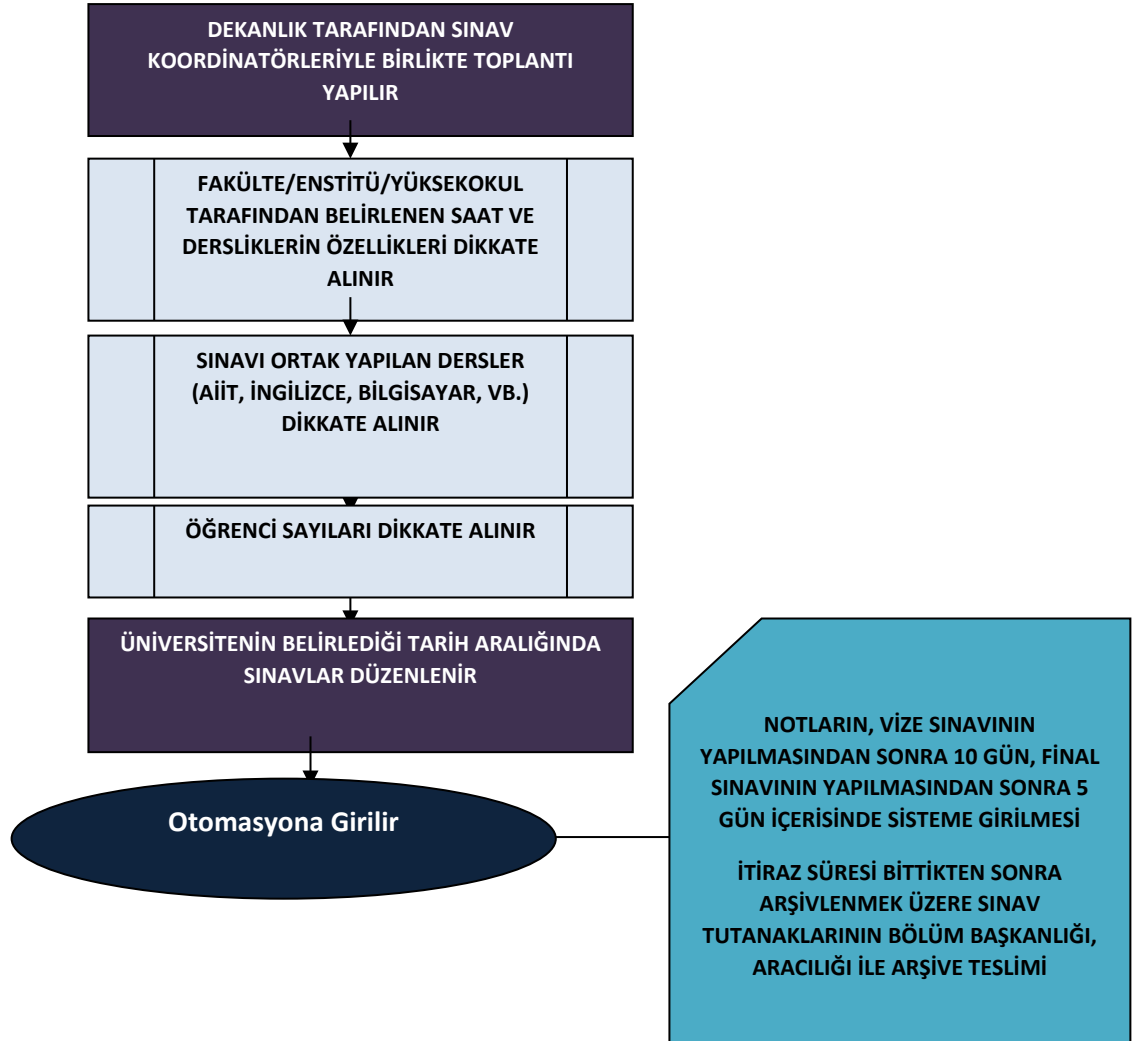 DEKANLIK TARAFINDAN SINAV
KOORDİNATÖRLERİYLE BİRLİKTE TOPLANTI
YAPILIR
FAKÜLTE/ENSTİTÜ/YÜKSEKOKUL
TARAFINDAN BELİRLENEN SAAT VE
DERSLİKLERİN ÖZELLİKLERİ DİKKATE
ALINIR
SINAVI ORTAK YAPILAN DERSLER
(AİİT, İNGİLİZCE, BİLGİSAYAR, VB.)
DİKKATE ALINIR
ÖĞRENCİ SAYILARI DİKKATE ALINIR
ÜNİVERSİTENİN BELİRLEDİĞİ TARİH ARALIĞINDA
SINAVLAR DÜZENLENİR
Otomasyona Girilir
NOTLARIN, VİZE SINAVININ
YAPILMASINDAN SONRA 10 GÜN, FİNAL
SINAVININ YAPILMASINDAN SONRA 5
GÜN İÇERİSİNDE SİSTEME GİRİLMESİ
İTİRAZ SÜRESİ BİTTİKTEN SONRA
ARŞİVLENMEK ÜZERE SINAV
TUTANAKLARININ BÖLÜM BAŞKANLIĞI,
ARACILIĞI İLE ARŞİVE TESLİMİ